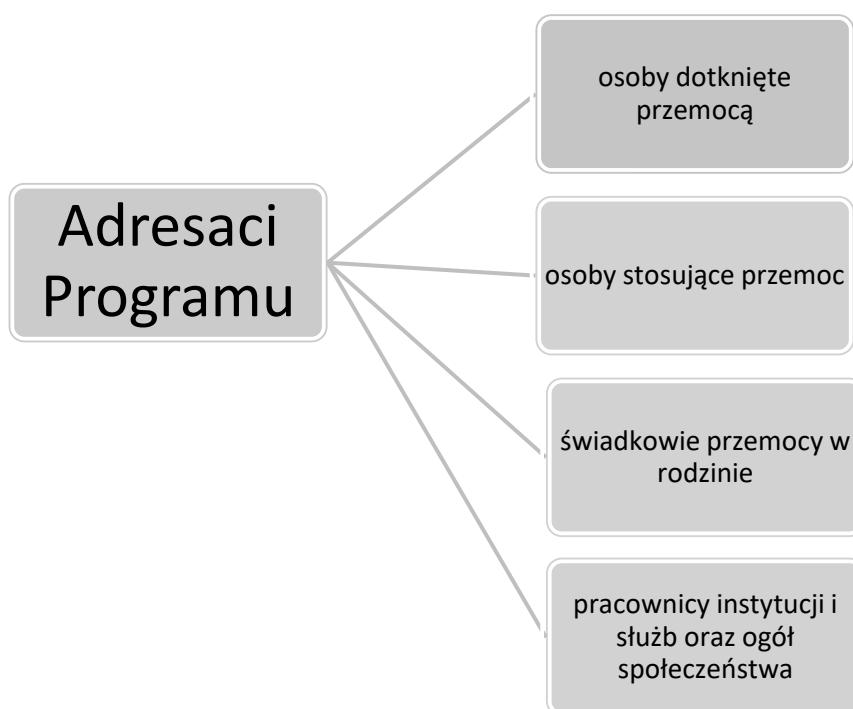 Adresaci
Programu
osoby dotknięte
przemocą
osoby stosujące przemoc
świadkowie przemocy w
rodzinie
pracownicy instytucji i
służb oraz ogół
społeczeństwa